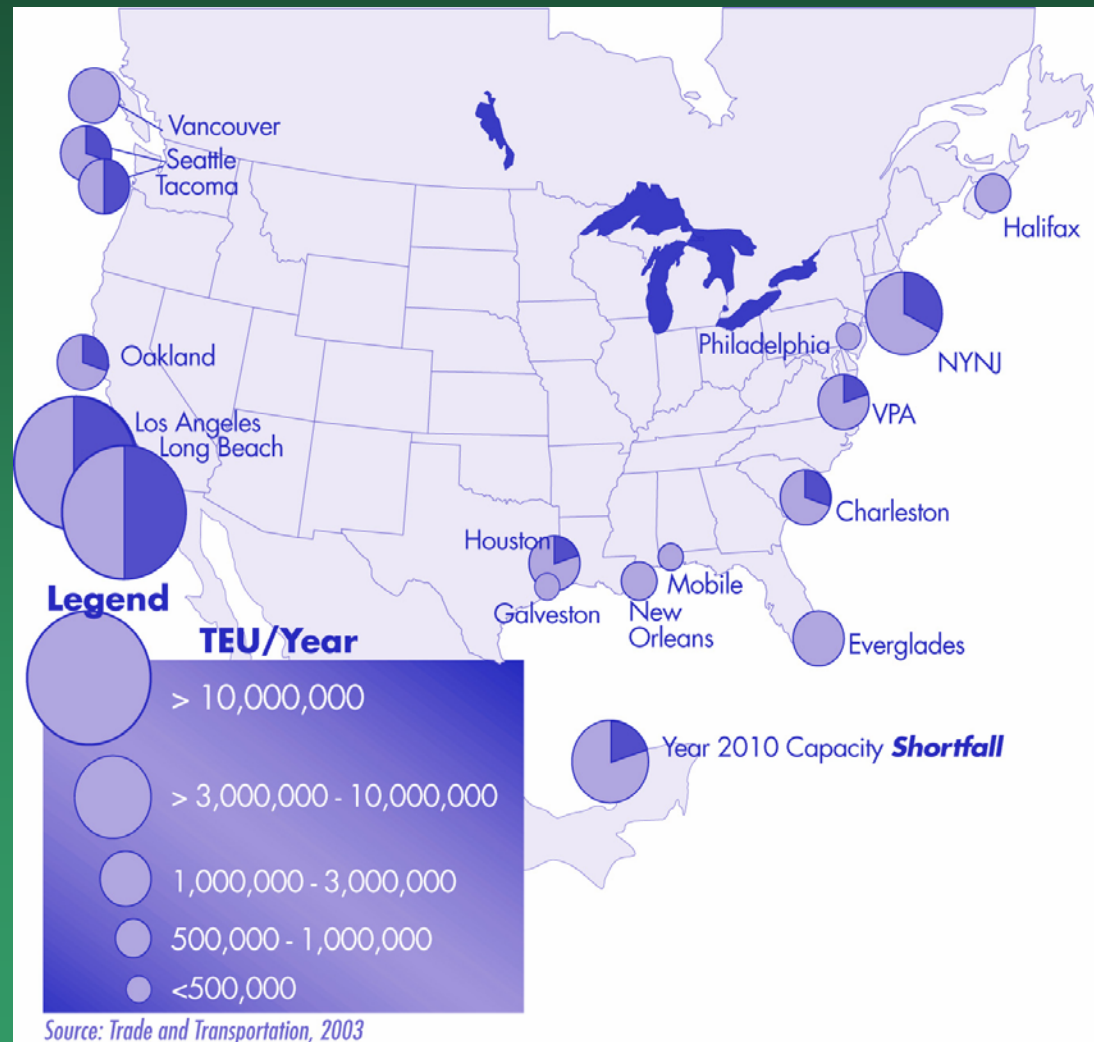 Vancouver
Seattle
Tacoma
Halifax
Oakland
Philadelphia
NYNJ
Los Angeles
Long Beach
VPA
Charleston
Houston
Mobile
Galveston
New
Orleans
Everglades
Legend
TEU/Year
> 10,000,000
Year 2010 Capacity Shortfall
> 3,000,000 - 10,000,000
1,000,000 - 3,000,000
500,000 - 1,000,000
<500,000
Source: Trade and Transportation, 2003